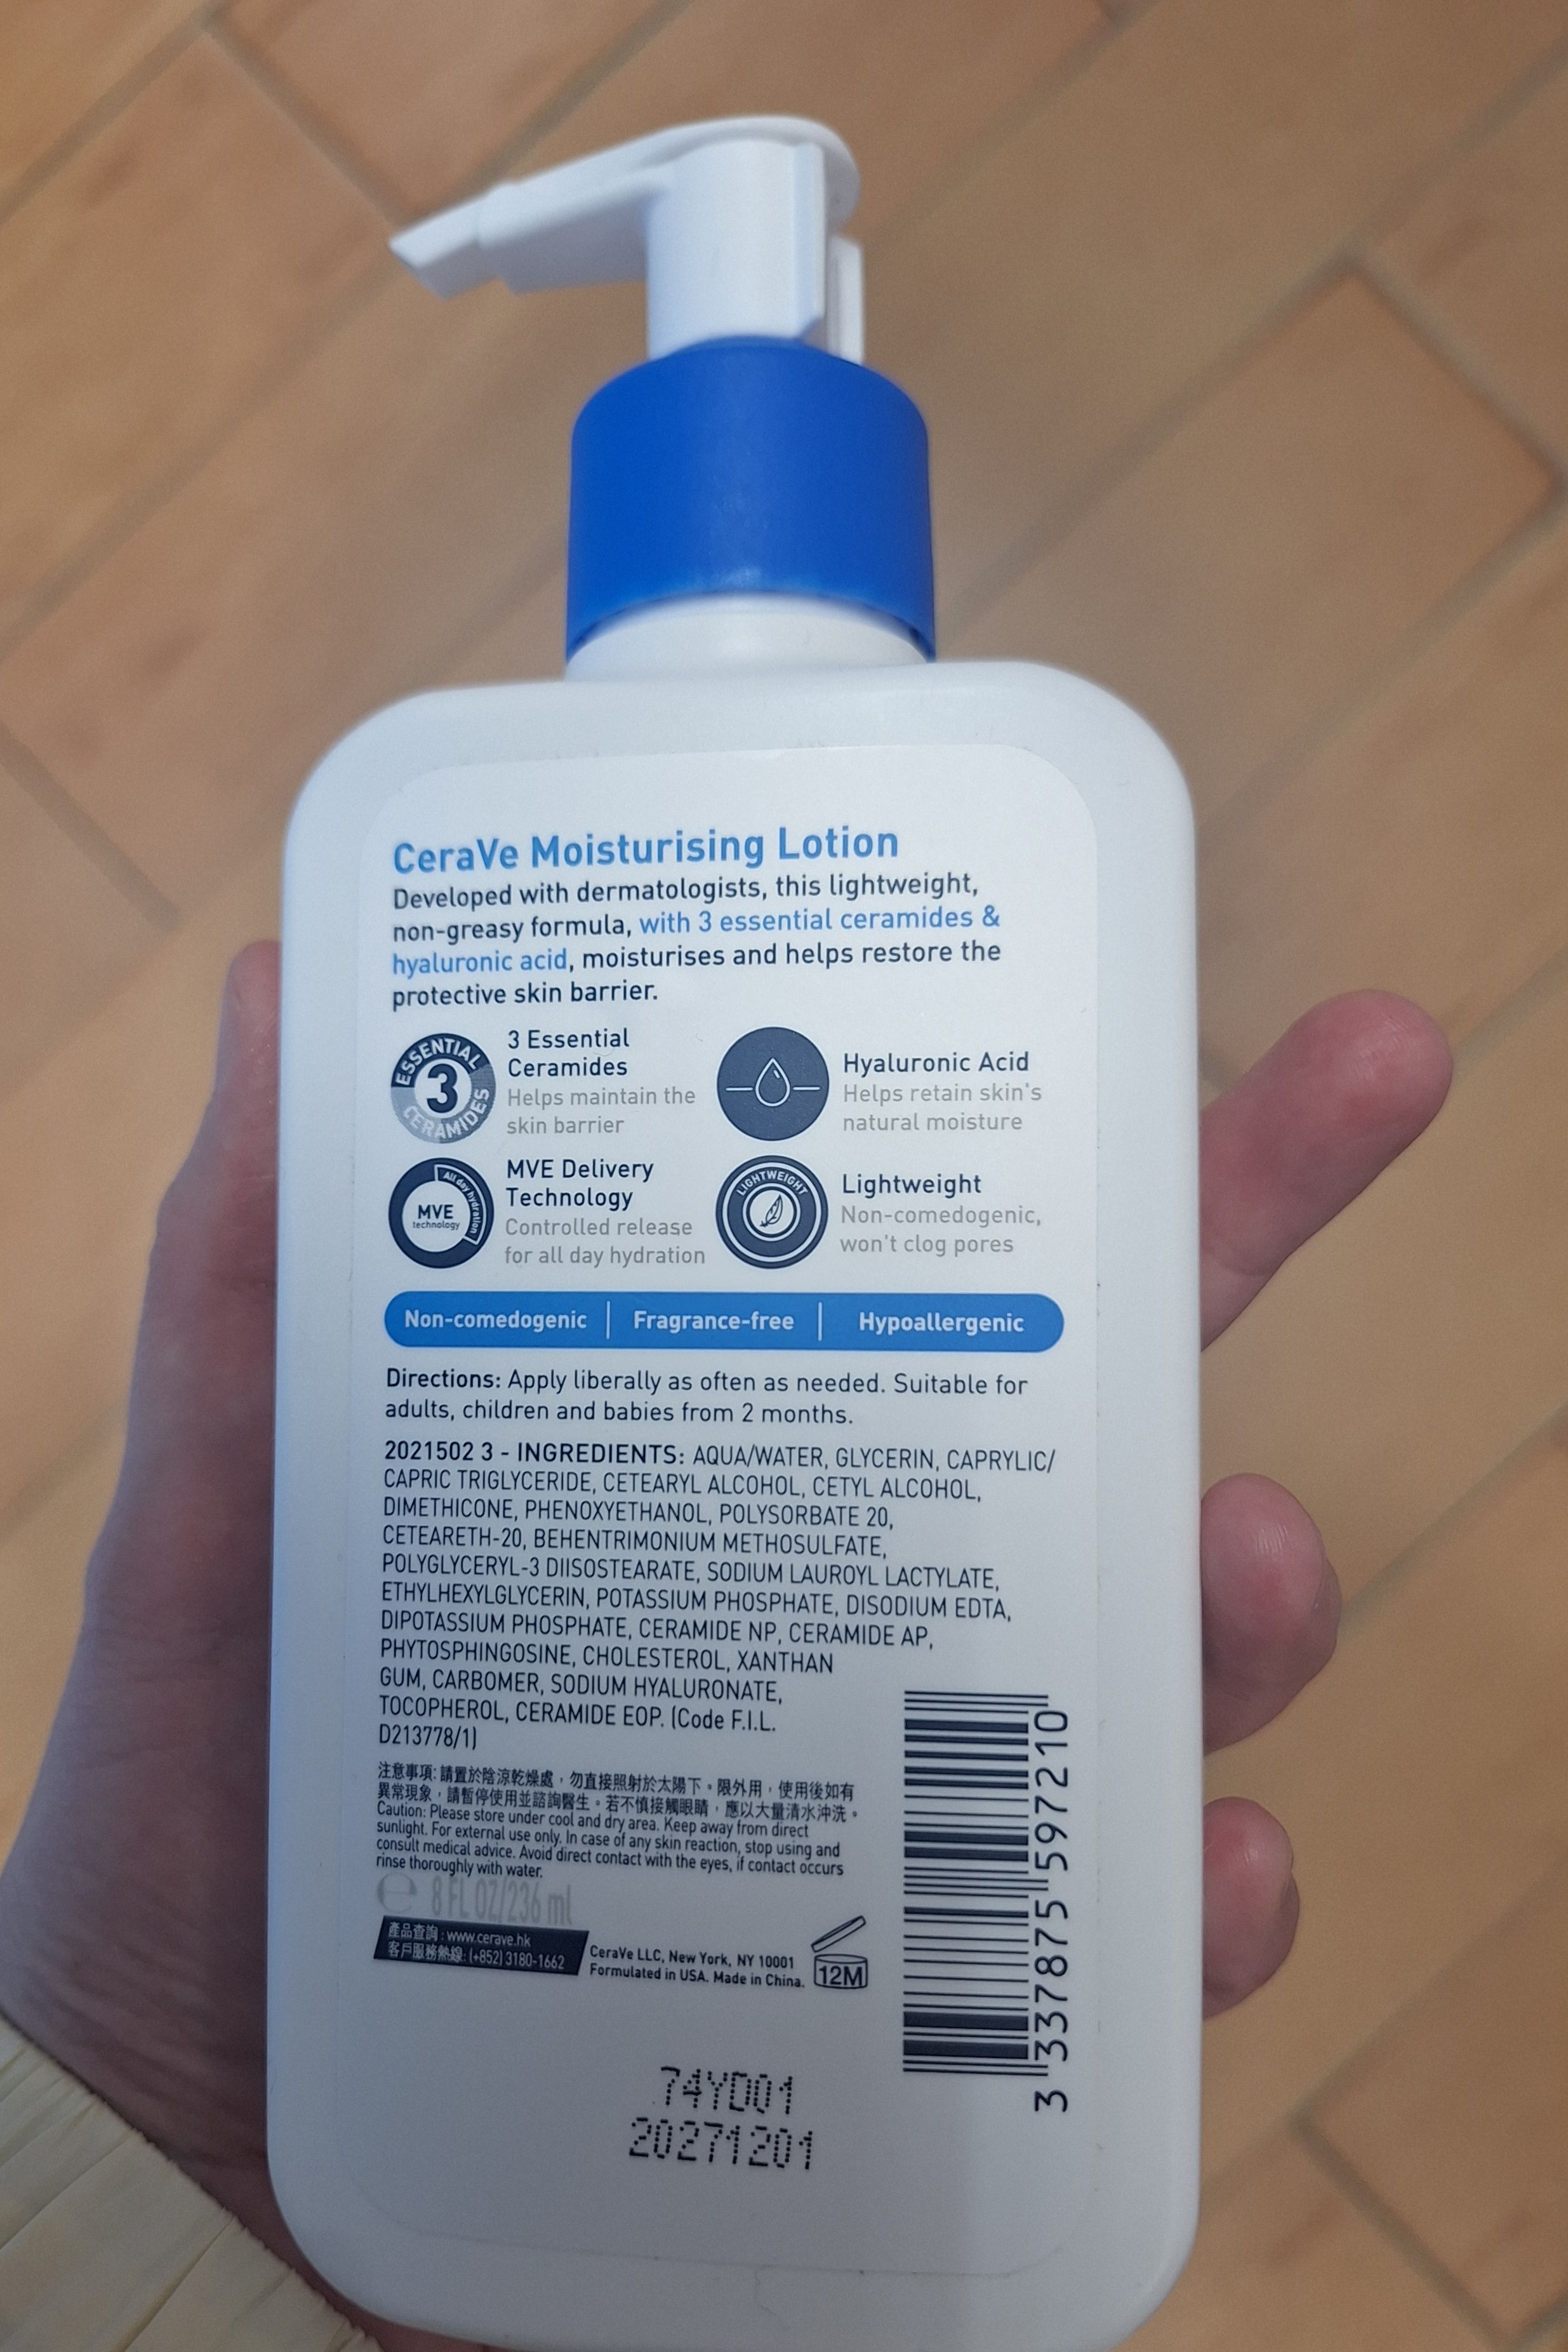 CeraVe Moisturising Lotion
Developed with dermatologists, this lightweight,
non-greasy formula, with 3 essential ceramides &
hyaluronic acid, moisturises and helps restore the
protective skin barrier.
ESSENTIAL
3
CERAMIDES
3 Essential
Ceramides
Helps maintain the
skin barrier
Hyaluronic Acid
Helps retain skin's
natural moisture
All day hydration
MVE
technology
MVE Delivery
Technology
Controlled release
for all day hydration
LIGHTWEIGHT
Lightweight
Non-comedogenic,
won't clog pores
Non-comedogenic | Fragrance-free | Hypoallergenic
Directions: Apply liberally as often as needed. Suitable for
adults, children and babies from 2 months.
2021502 3 - INGREDIENTS: AQUA/WATER, GLYCERIN, CAPRYLIC/
CAPRIC TRIGLYCERIDE, CETEARYL ALCOHOL, CETYL ALCOHOL,
DIMETHICONE, PHENOXYETHANOL, POLYSORBATE 20,
CETEARETH-20, BEHENTRIMONIUM METHOSULFATE,
POLYGLYCERYL-3 DIISOSTEARATE, SODIUM LAUROYL LACTYLATE,
ETHYLHEXYLGLYCERIN, POTASSIUM PHOSPHATE, DISODIUM EDTA,
DIPOTASSIUM PHOSPHATE, CERAMIDE NP, CERAMIDE AP,
PHYTOSPHINGOSINE, CHOLESTEROL, XANTHAN
GUM, CARBOMER, SODIUM HYALURONATE,
TOCOPHEROL, CERAMIDE EOP. (Code F.I.L.
D213778/1)
注意事項: 請置於陰涼乾燥處，勿直接照射於太陽下。限外用，使用後如有
異常現象，請暫停使用並諮詢醫生。若不慎接觸眼睛，應以大量清水沖洗。
Caution: Please store under cool and dry area. Keep away from direct
sunlight. For external use only. In case of any skin reaction, stop using and
consult medical advice. Avoid direct contact with the eyes, if contact occurs
rinse thoroughly with water.
℮ 8 FL OZ/236 ml
產品查詢 : www.cerave.hk
客戶服務熱線: (+852) 3180-1662
CeraVe LLC, New York, NY 10001
Formulated in USA. Made in China.
12M
3 337875 597210
74YD01
20271201